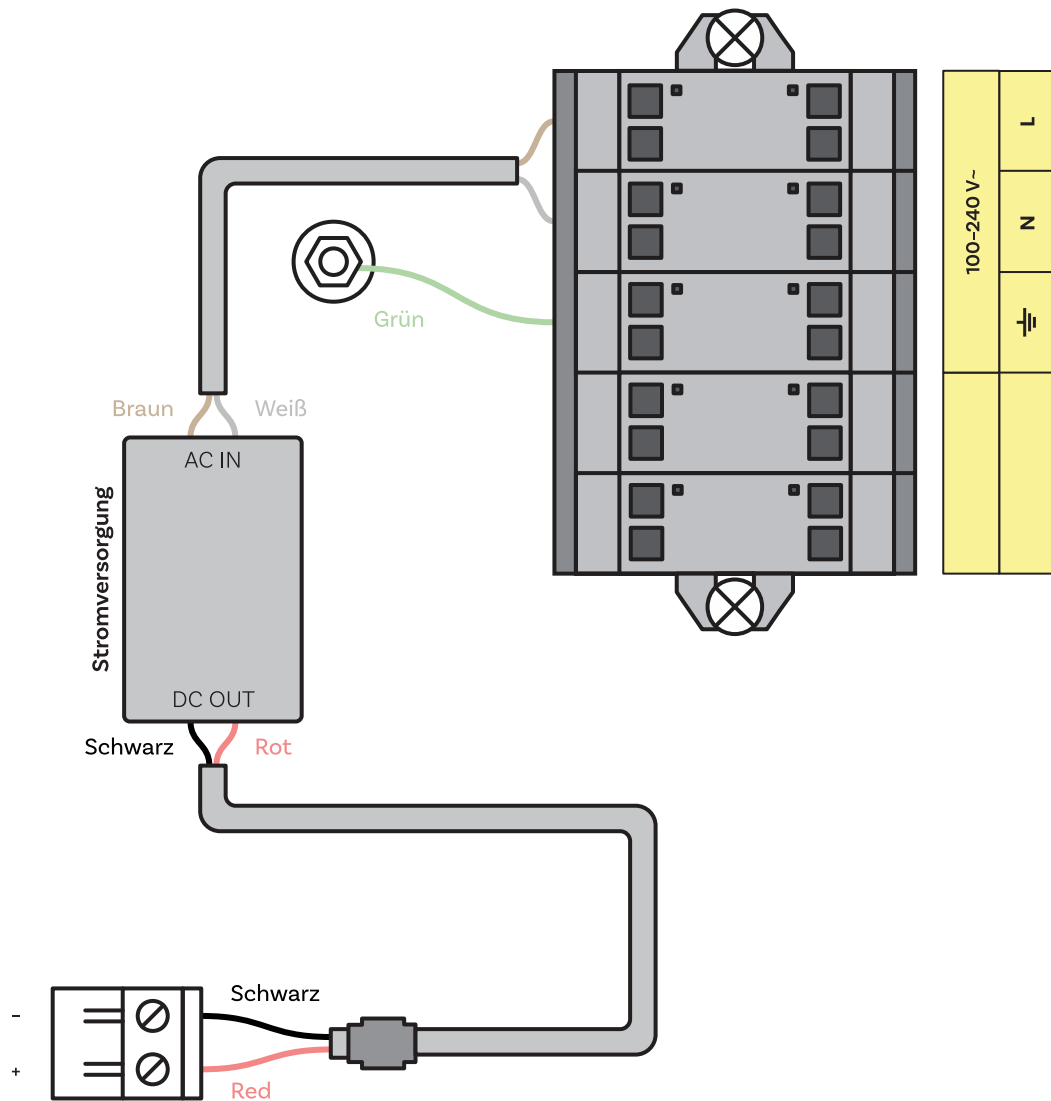 L
100–240 V~
N
Grün
Braun
Weiß
AC IN
Stromversorgung
DC OUT
Schwarz
Rot
Schwarz
–
+
Red